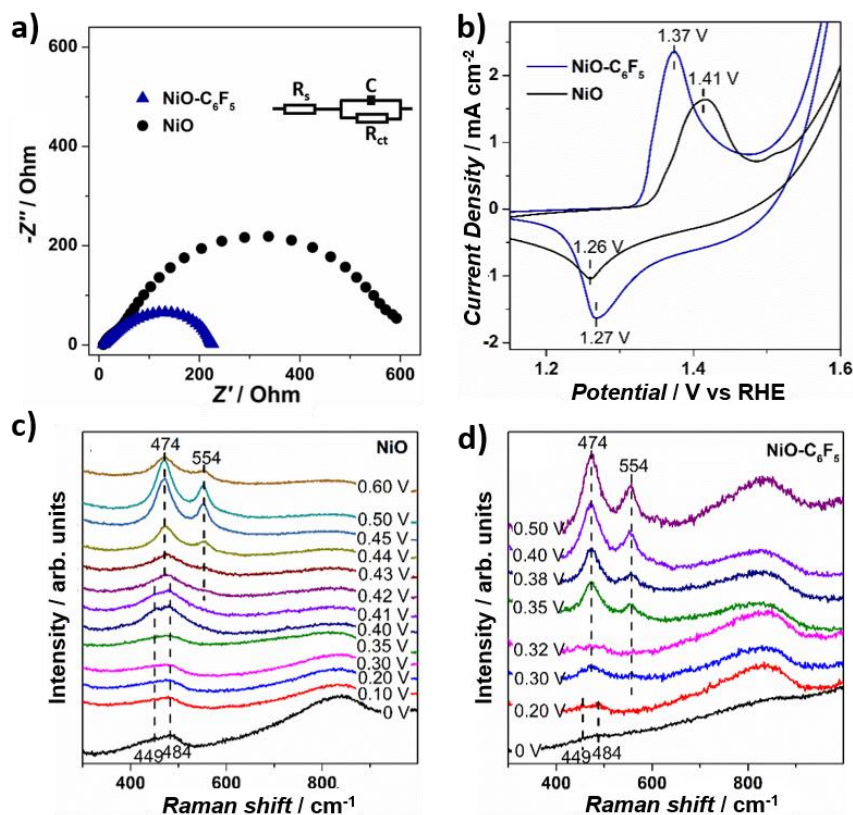 a)
600
400
200
0
-Z'' / Ohm
NiO-C₆F₅
NiO
Rs
C
Rct
0
200
400
600
Z' / Ohm
b)
2
1
0
1
-2
Current Density / mA cm-2
NiO-C₆F₅
NiO
1.37 V
1.41 V
1.26 V
1.27 V
1.2
1.4
1.6
Potential / V vs RHE
c)
Intensity / arb. units
474
NiO
554
0.60 V
0.50 V
0.45 V
0.44 V
0.43 V
0.42 V
0.41 V
0.40 V
0.35 V
0.30 V
0.20 V
0.10 V
0 V
449
484
400
600
800
Raman shift / cm-1
d)
Intensity / arb. units
474
NiO-C₆F₅
554
0.50 V
0.40 V
0.38 V
0.35 V
0.32 V
0.30 V
0.20 V
0 V
449
484
400
600
800
Raman shift / cm-1